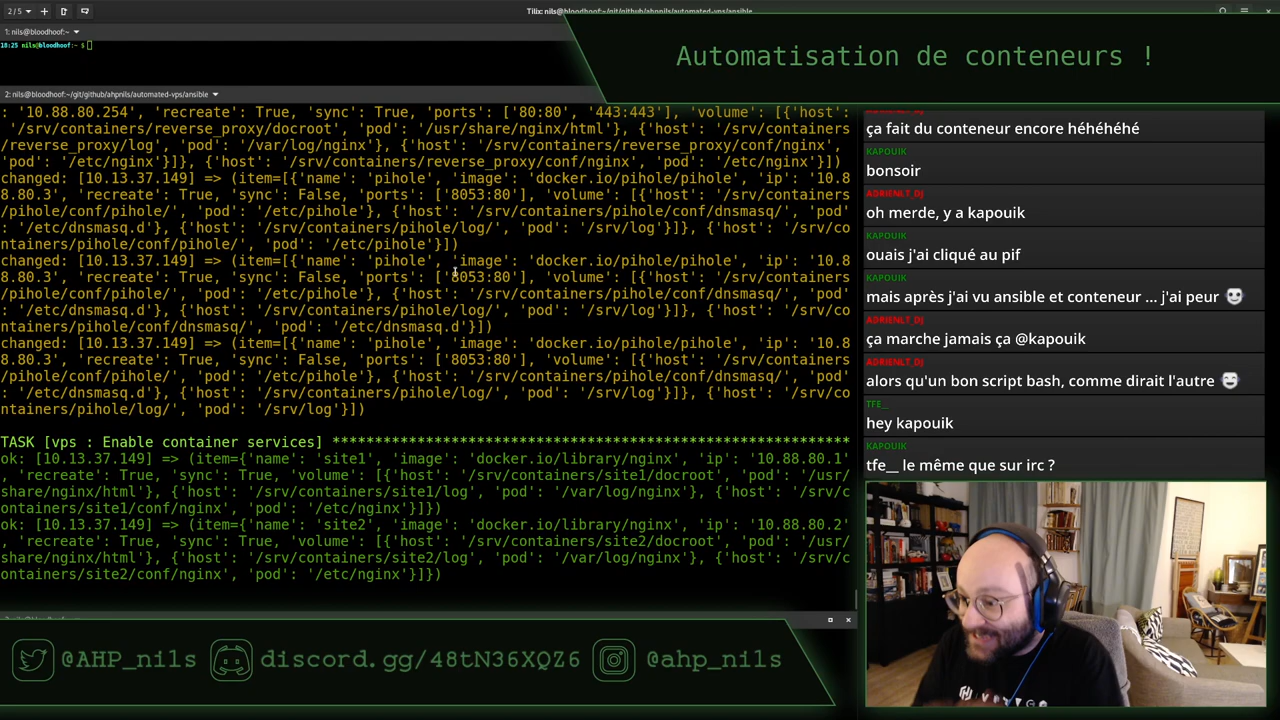 2 / 5
Tilix: nils@bloodhoof:~/git/github/ahpnils/automated-vps/ansible
1: nils@bloodhoof:~
18:25 nils@bloodhoof:~ $
Automatisation de conteneurs !
2: nils@bloodhoof:~/git/github/ahpnils/automated-vps/ansible
: '10.88.80.254', 'recreate': True, 'sync': True, 'ports': ['80:80', '443:443'], 'volume': [{'host':
'/srv/containers/reverse_proxy/docroot', 'pod': '/usr/share/nginx/html'}, {'host': '/srv/containers
/reverse_proxy/log', 'pod': '/var/log/nginx'}, {'host': '/srv/containers/reverse_proxy/conf/nginx',
'pod': '/etc/nginx'}]}, {'host': '/srv/containers/reverse_proxy/conf/nginx', 'pod': '/etc/nginx'}])
changed: [10.13.37.149] => (item=[{'name': 'pihole', 'image': 'docker.io/pihole/pihole', 'ip': '10.8
8.80.3', 'recreate': True, 'sync': False, 'ports': ['8053:80'], 'volume': [{'host': '/srv/containers
/pihole/conf/pihole/', 'pod': '/etc/pihole'}, {'host': '/srv/containers/pihole/conf/dnsmasq/', 'pod'
: '/etc/dnsmasq.d'}, {'host': '/srv/containers/pihole/log/', 'pod': '/srv/log'}]}, {'host': '/srv/co
ntainers/pihole/conf/pihole/', 'pod': '/etc/pihole'}])
changed: [10.13.37.149] => (item=[{'name': 'pihole', 'image': 'docker.io/pihole/pihole', 'ip': '10.8
8.80.3', 'recreate': True, 'sync': False, 'ports': ['8053:80'], 'volume': [{'host': '/srv/containers
/pihole/conf/pihole/', 'pod': '/etc/pihole'}, {'host': '/srv/containers/pihole/conf/dnsmasq/', 'pod'
: '/etc/dnsmasq.d'}, {'host': '/srv/containers/pihole/log/', 'pod': '/srv/log'}]}, {'host': '/srv/co
ntainers/pihole/conf/dnsmasq/', 'pod': '/etc/dnsmasq.d'}])
changed: [10.13.37.149] => (item=[{'name': 'pihole', 'image': 'docker.io/pihole/pihole', 'ip': '10.8
8.80.3', 'recreate': True, 'sync': False, 'ports': ['8053:80'], 'volume': [{'host': '/srv/containers
/pihole/conf/pihole/', 'pod': '/etc/pihole'}, {'host': '/srv/containers/pihole/conf/dnsmasq/', 'pod'
: '/etc/dnsmasq.d'}, {'host': '/srv/containers/pihole/log/', 'pod': '/srv/log'}]}, {'host': '/srv/co
ntainers/pihole/log/', 'pod': '/srv/log'}])
TASK [vps : Enable container services] *************************************************************
ok: [10.13.37.149] => (item={'name': 'site1', 'image': 'docker.io/library/nginx', 'ip': '10.88.80.1'
, 'recreate': True, 'sync': True, 'volume': [{'host': '/srv/containers/site1/docroot', 'pod': '/usr/
share/nginx/html'}, {'host': '/srv/containers/site1/log', 'pod': '/var/log/nginx'}, {'host': '/srv/c
ontainers/site1/conf/nginx', 'pod': '/etc/nginx'}]})
ok: [10.13.37.149] => (item={'name': 'site2', 'image': 'docker.io/library/nginx', 'ip': '10.88.80.2'
, 'recreate': True, 'sync': True, 'volume': [{'host': '/srv/containers/site2/docroot', 'pod': '/usr/
share/nginx/html'}, {'host': '/srv/containers/site2/log', 'pod': '/var/log/nginx'}, {'host': '/srv/c
ontainers/site2/conf/nginx', 'pod': '/etc/nginx'}]})
ça fait du conteneur encore héhéhéhé
KAPOUIK
bonsoir
ADRIENLT_DJ
oh merde, y a kapouik
KAPOUIK
ouais j'ai cliqué au pif
KAPOUIK
mais après j'ai vu ansible et conteneur ... j'ai peur
ADRIENLT_DJ
ça marche jamais ça @kapouik
ADRIENLT_DJ
alors qu'un bon script bash, comme dirait l'autre
TFE__
hey kapouik
KAPOUIK
tfe__ le même que sur irc ?
@AHP_nils
discord.gg/48tN36XQZ6
@ahp_nils